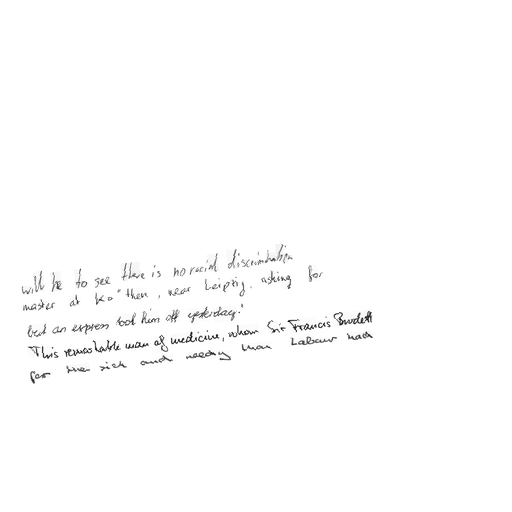 will be to see there is no racial discrimination
master at Ko"then, near Leipzig, asking for
but an express took him off yesterday."
This remarkable man of medicine, whom Sir Francis Burdett
for the sick and needy than Labour had